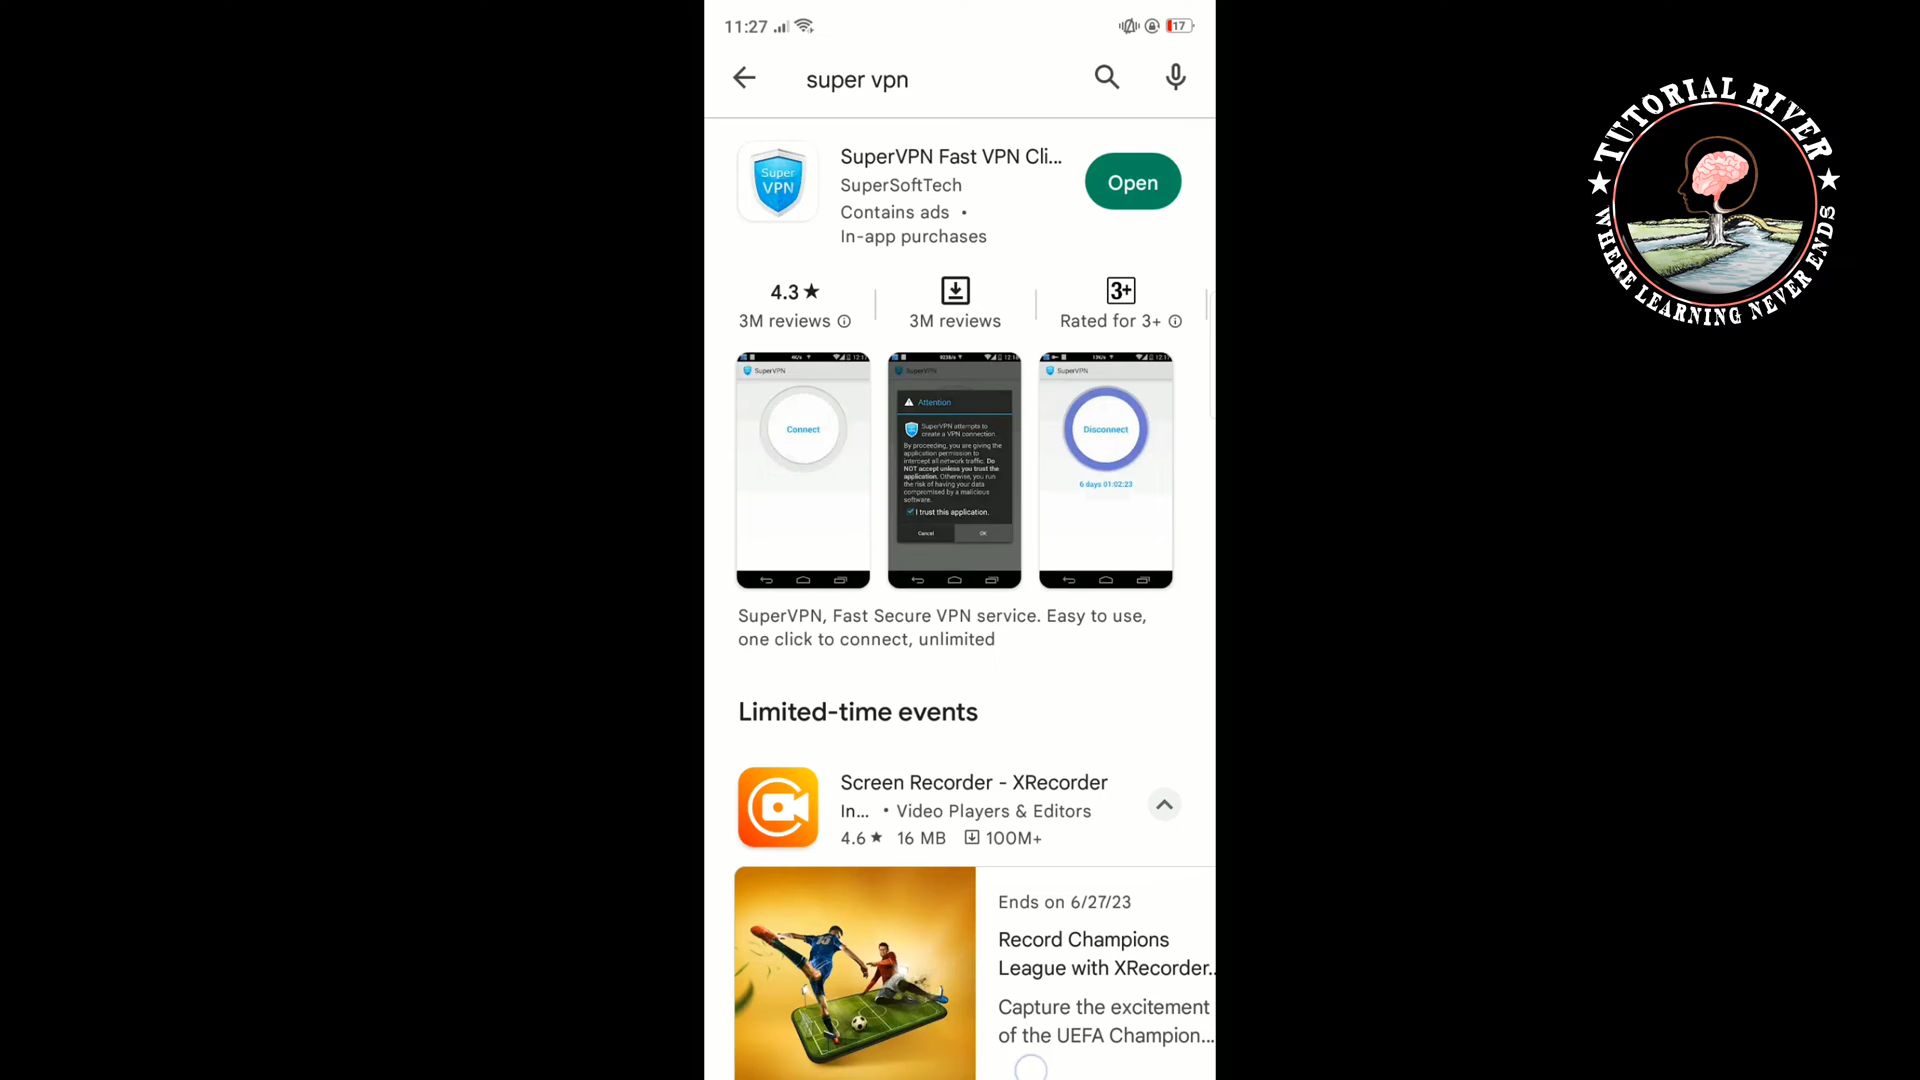 11:27
17
super vpn
SuperVPN Fast VPN Cli...
SuperSoftTech
Contains ads •
In-app purchases
Open
Super
VPN
4.3★
3M reviews
3M reviews
3+
Rated for 3+
SuperVPN
Connect
SuperVPN
Attention
SuperVPN attempts to
create a VPN connection.
By proceeding, you are giving the
application permission to
intercept all network traffic. Do
NOT accept unless you trust the
application. Otherwise, you run
the risk of having your data
compromised by a malicious
software.
I trust this application.
Cancel
OK
SuperVPN
Disconnect
6 days 01:02:23
SuperVPN, Fast Secure VPN service. Easy to use,
one click to connect, unlimited
Limited-time events
Screen Recorder - XRecorder
In... • Video Players & Editors
4.6★ 16 MB 100M+
Ends on 6/27/23
Record Champions
League with XRecorder..
Capture the excitement
of the UEFA Champion...
TUTORIAL RIVER
WHERE LEARNING NEVER ENDS